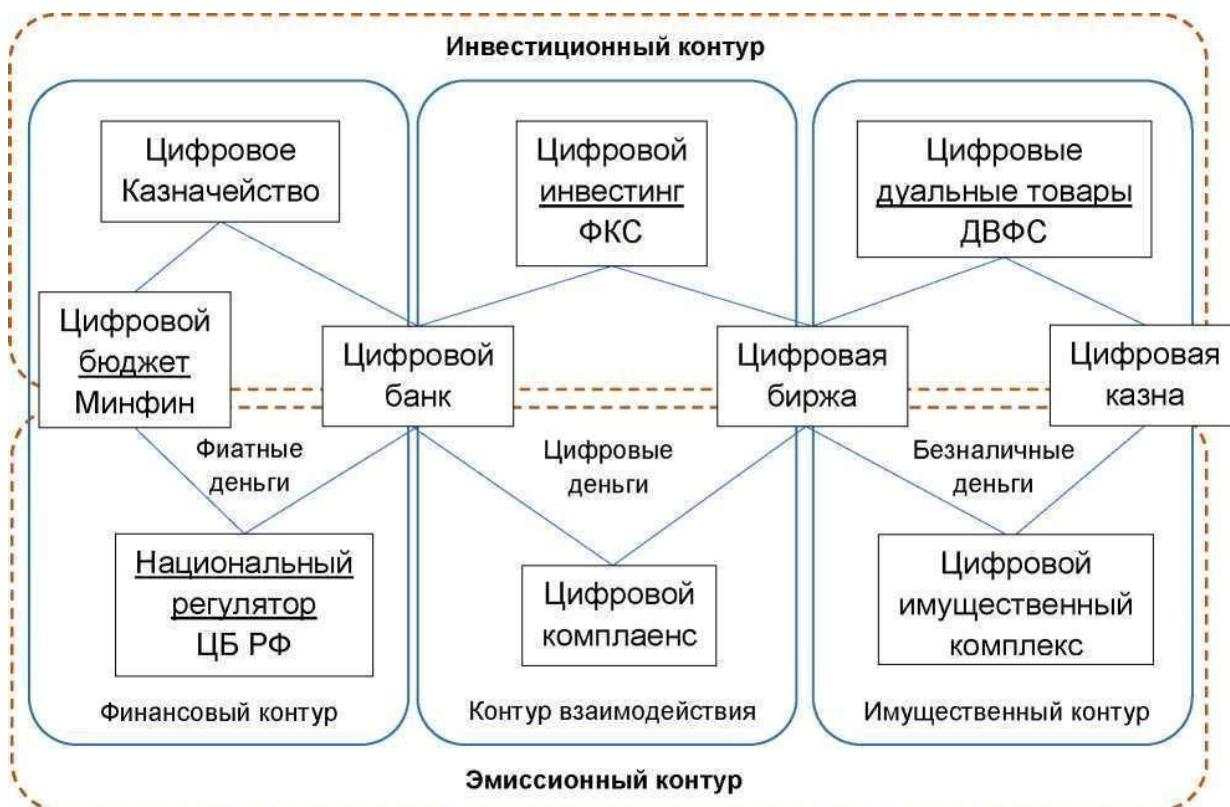 Инвестиционный контур
Цифровое
Казначейство
Цифровой
инвестинг
ФКС
Цифровые
дуальные товары
ДВФС
Цифровой
бюджет
Минфин
Цифровой
банк
Цифровая
биржа
Цифровая
казна
Фиатные
деньги
Цифровые
деньги
Безналичные
деньги
Национальный
регулятор
ЦБ РФ
Цифровой
комплаенс
Цифровой
имущественный
комплекс
Финансовый контур
Контур взаимодействия
Имущественный контур
Эмиссионный контур